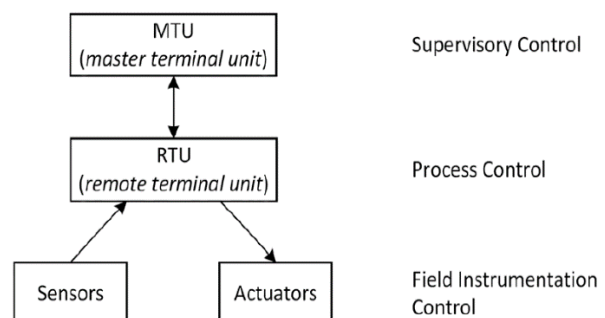 MTU
(master terminal unit)
Supervisory Control
RTU
(remote terminal unit)
Process Control
Sensors
Actuators
Field Instrumentation
Control